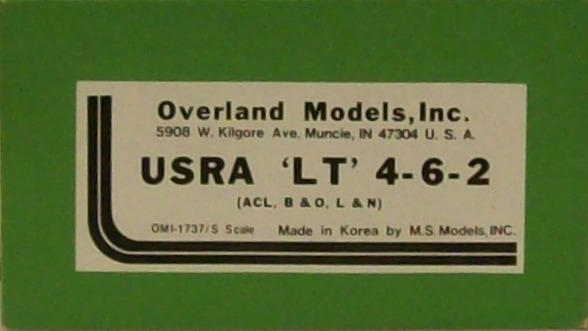 Overland Models,Inc.
5908 W. Kilgore Ave. Muncie, IN 47304 U. S. A.
USRA 'LT' 4-6-2
(ACL, B & O, L & N)
OMI-1737/S Scale Made in Korea by M.S. Models, INC.